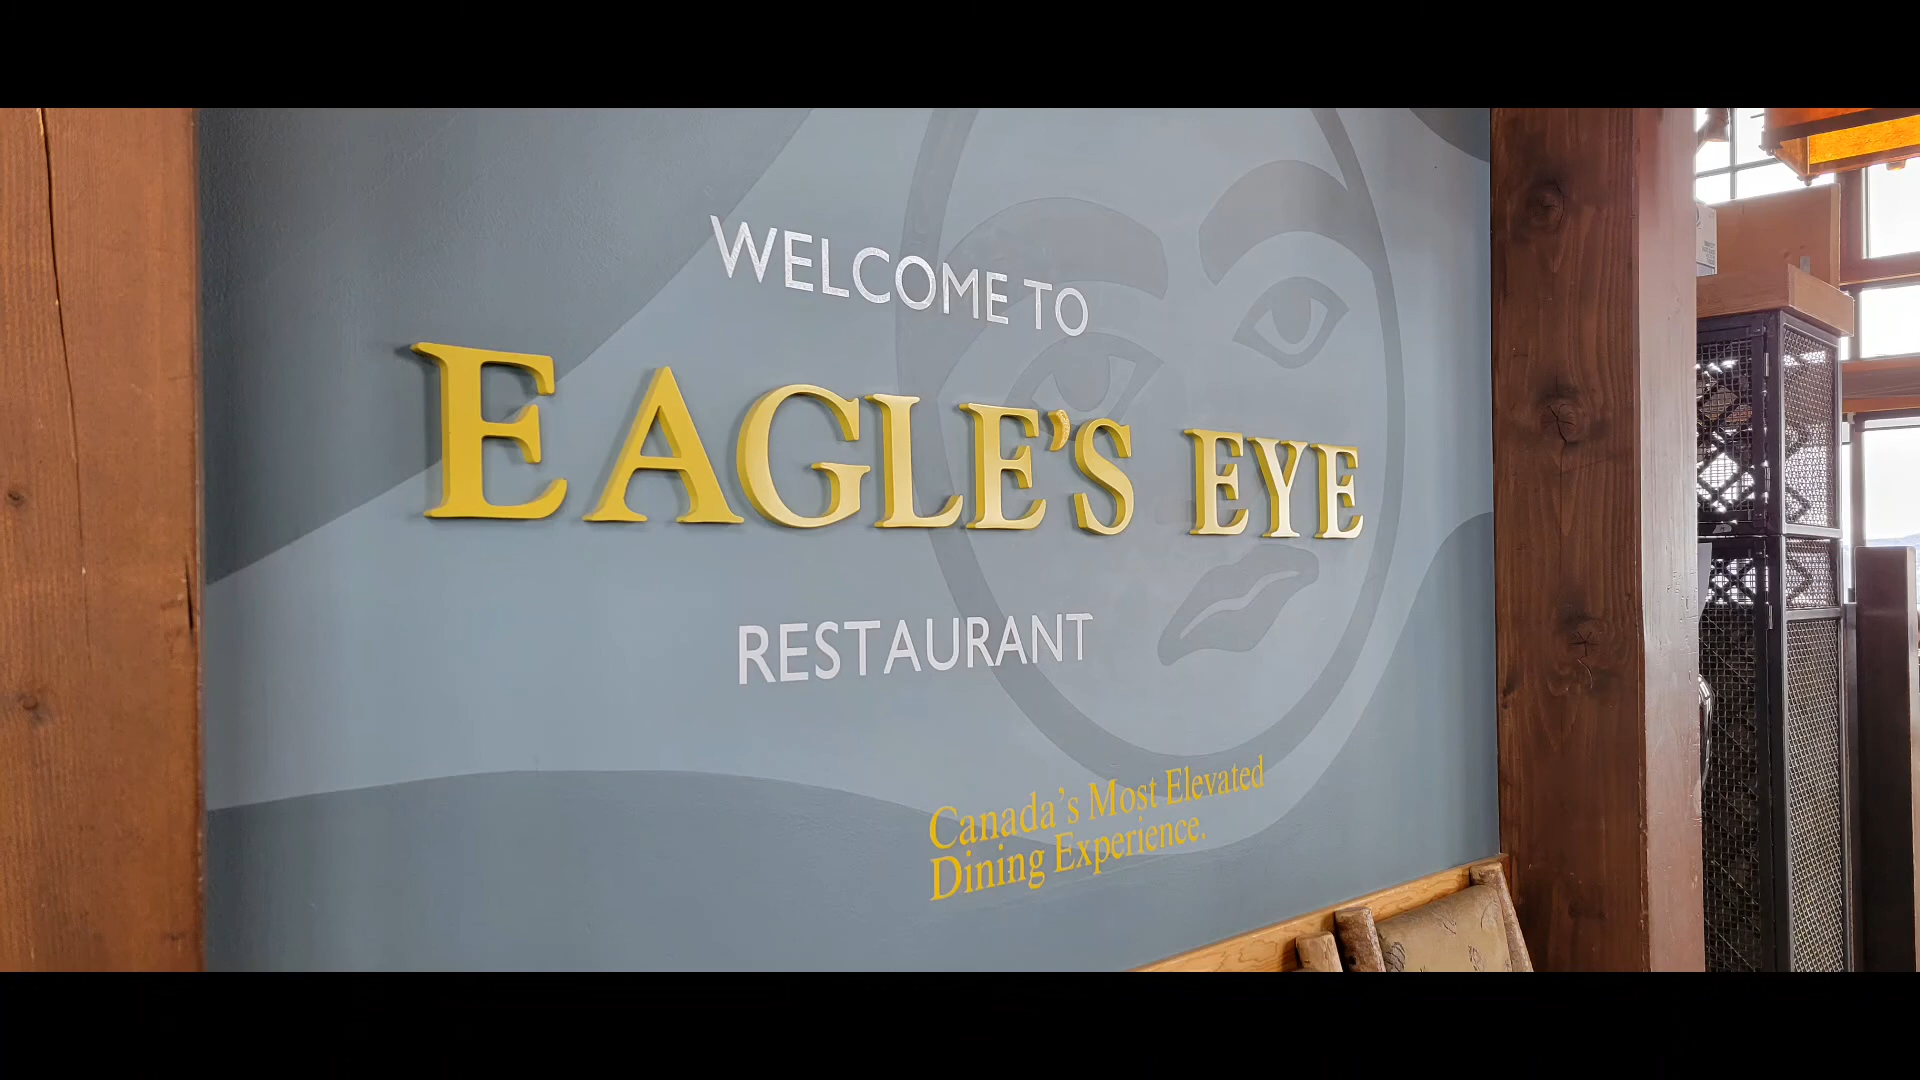 WELCOME TO
EAGLE'S EYE
RESTAURANT
Canada's Most Elevated
Dining Experience.